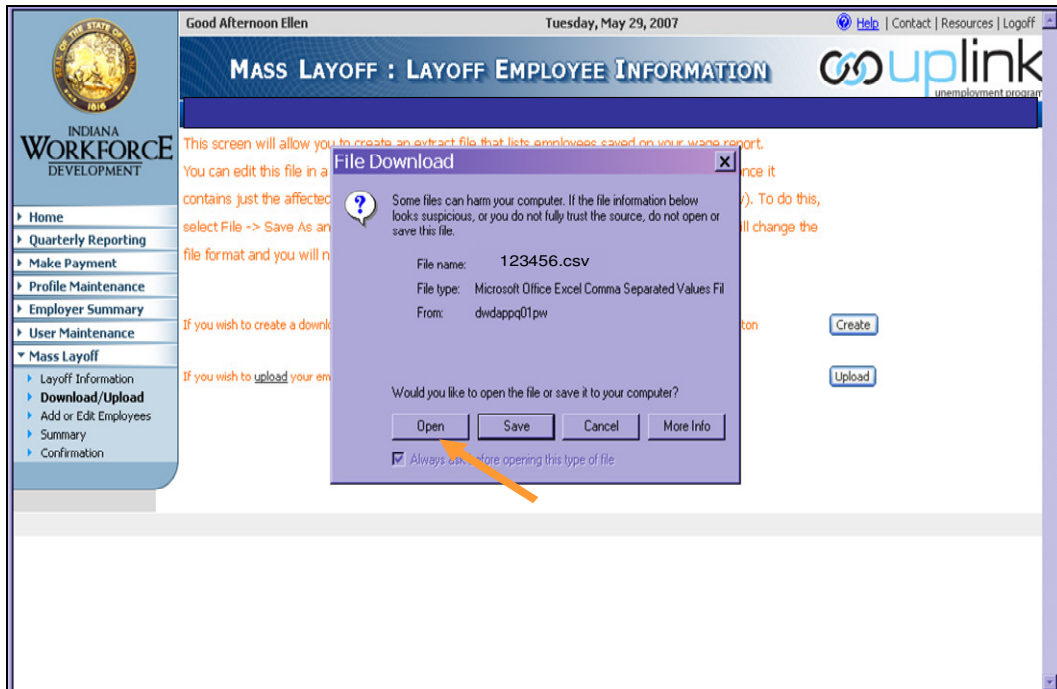 Good Afternoon Ellen Tuesday, May 29, 2007 Help | Contact | Resources | Logoff
SEAL OF THE STATE OF INDIANA
1816
MASS LAYOFF : LAYOFF EMPLOYEE INFORMATION
uplink
unemployment program
INDIANA
WORKFORCE
DEVELOPMENT
Home
Quarterly Reporting
Make Payment
Profile Maintenance
Employer Summary
User Maintenance
Mass Layoff
Layoff Information
Download/Upload
Add or Edit Employees
Summary
Confirmation
This screen will allow you to create an extract file that lists employees saved on your wage report.
You can edit this file in a nce it
contains just the affected v). To do this,
select File -> Save As an ill change the
file format and you will n
If you wish to create a downl ton Create
If you wish to upload your em Upload
File Download
X
Some files can harm your computer. If the file information below
looks suspicious, or you do not fully trust the source, do not open or
save this file.
File name: 123456.csv
File type: Microsoft Office Excel Comma Separated Values Fil
From: dwdappq01pw
Would you like to open the file or save it to your computer?
Open Save Cancel More Info
Always ask before opening this type of file